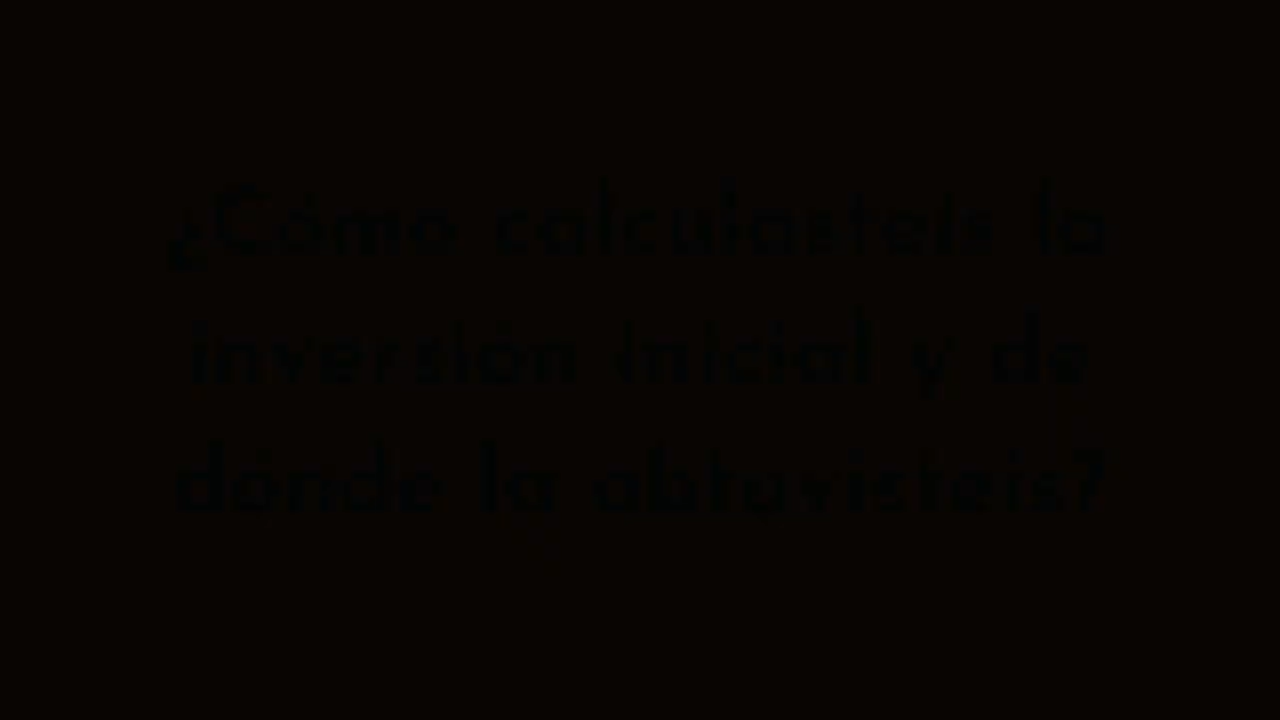 ¿Cómo calculasteis la
inversión inicial y de
dónde la obtuvisteis?